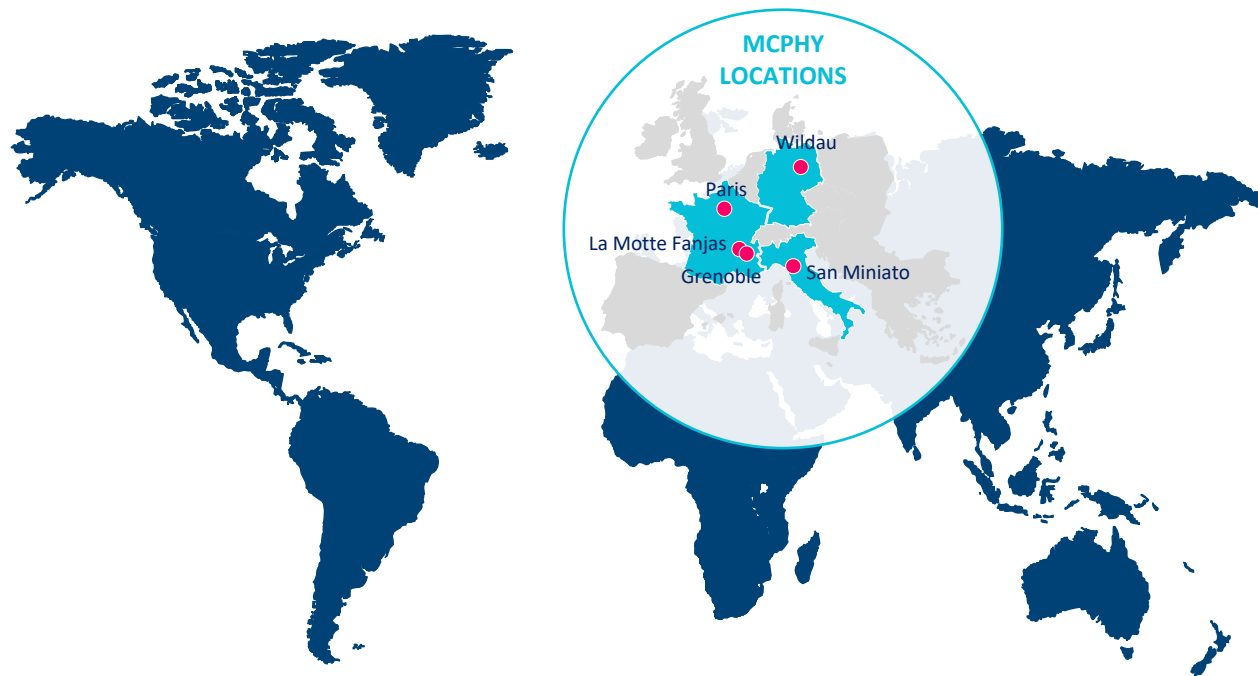 MCPHY
LOCATIONS
Wildau
Paris
La Motte Fanjas
Grenoble
San Miniato